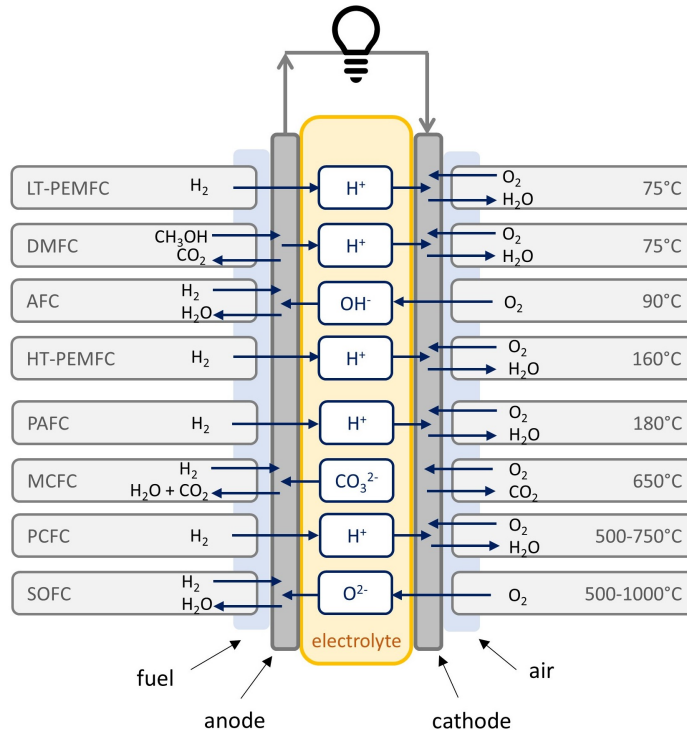 LT-PEMFC H₂ H⁺ O₂ H₂O 75°C
DMFC CH₃OH CO₂ H⁺ O₂ H₂O 75°C
AFC H₂ H₂O OH⁻ O₂ 90°C
HT-PEMFC H₂ H⁺ O₂ H₂O 160°C
PAFC H₂ H⁺ O₂ H₂O 180°C
MCFC H₂ H₂O + CO₂ CO₃²⁻ O₂ CO₂ 650°C
PCFC H₂ H⁺ O₂ H₂O 500-750°C
SOFC H₂ H₂O O²⁻ O₂ 500-1000°C
electrolyte
fuel
air
anode
cathode